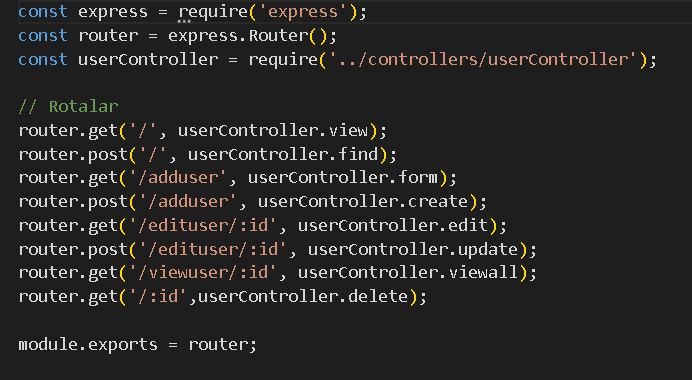 const express = require('express');
const router = express.Router();
const userController = require('../controllers/userController');
// Rotalar
router.get('/', userController.view);
router.post('/', userController.find);
router.get('/adduser', userController.form);
router.post('/adduser', userController.create);
router.get('/edituser/:id', userController.edit);
router.post('/edituser/:id', userController.update);
router.get('/viewuser/:id', userController.viewall);
router.get('/:id',userController.delete);
module.exports = router;